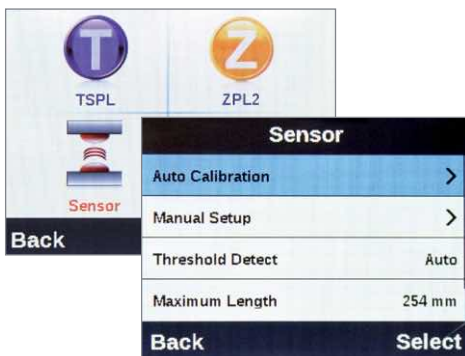 T
Z
TSPL
ZPL2
Sensor
Back
Sensor
Auto Calibration >
Manual Setup >
Threshold Detect Auto
Maximum Length 254 mm
Back Select